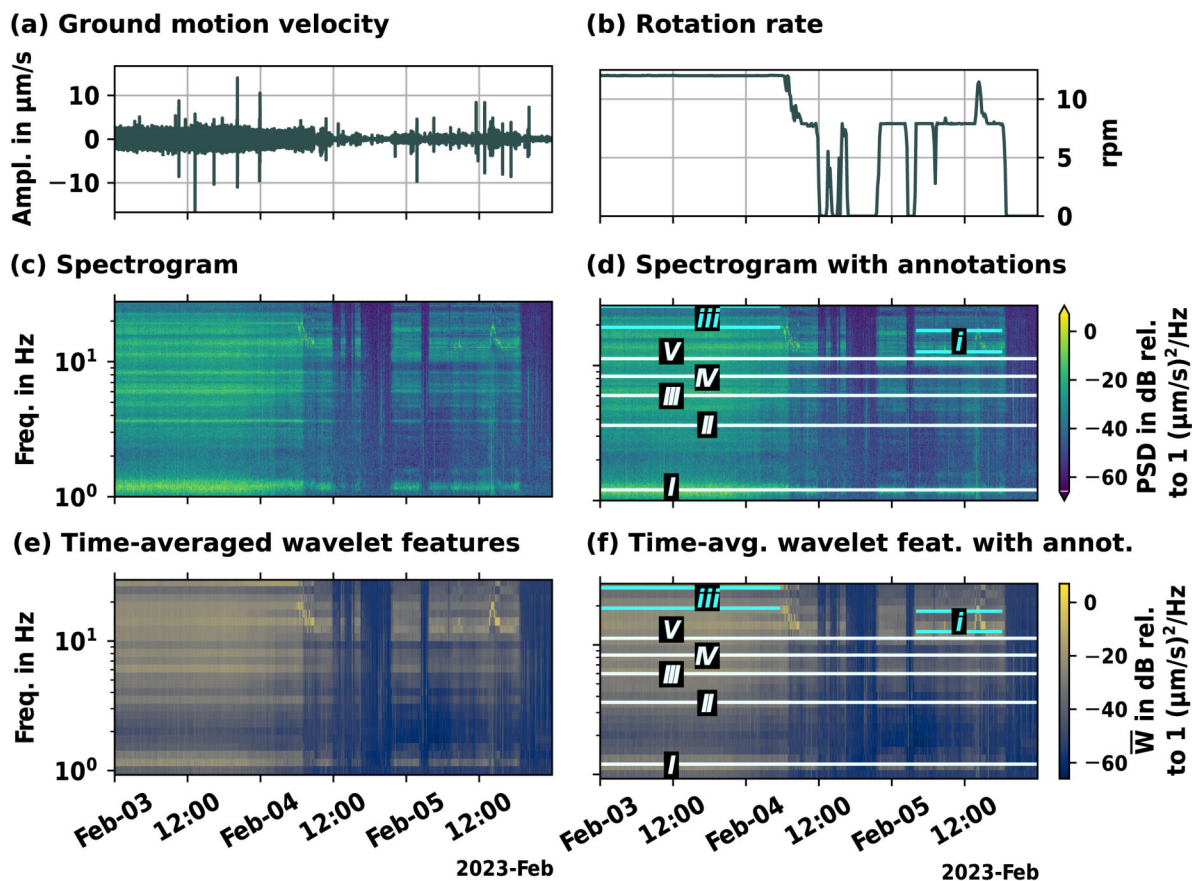 (a) Ground motion velocity
(b) Rotation rate
Ampl. in µm/s
10
0
−10
10
5
0
rpm
(c) Spectrogram
(d) Spectrogram with annotations
Freq. in Hz
10¹
10⁰
iii
i
V
IV
III
II
I
0
−20
−40
−60
PSD in dB rel.
to 1 (µm/s)²/Hz
(e) Time-averaged wavelet features
(f) Time-avg. wavelet feat. with annot.
Freq. in Hz
10¹
10⁰
iii
i
V
IV
III
II
I
0
−20
−40
−60
W̅ in dB rel.
to 1 (µm/s)²/Hz
Feb-03
12:00
Feb-04
12:00
Feb-05
12:00
2023-Feb
Feb-03
12:00
Feb-04
12:00
Feb-05
12:00
2023-Feb